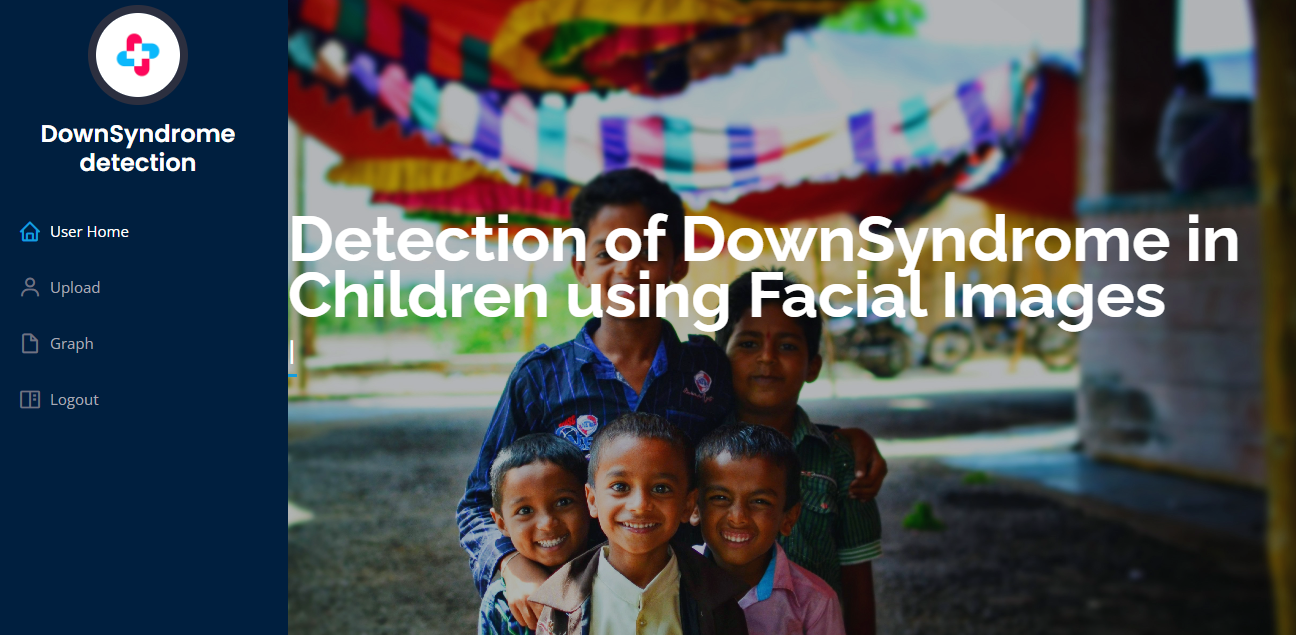 DownSyndrome
detection
User Home
Upload
Graph
Logout
Detection of DownSyndrome in
Children using Facial Images